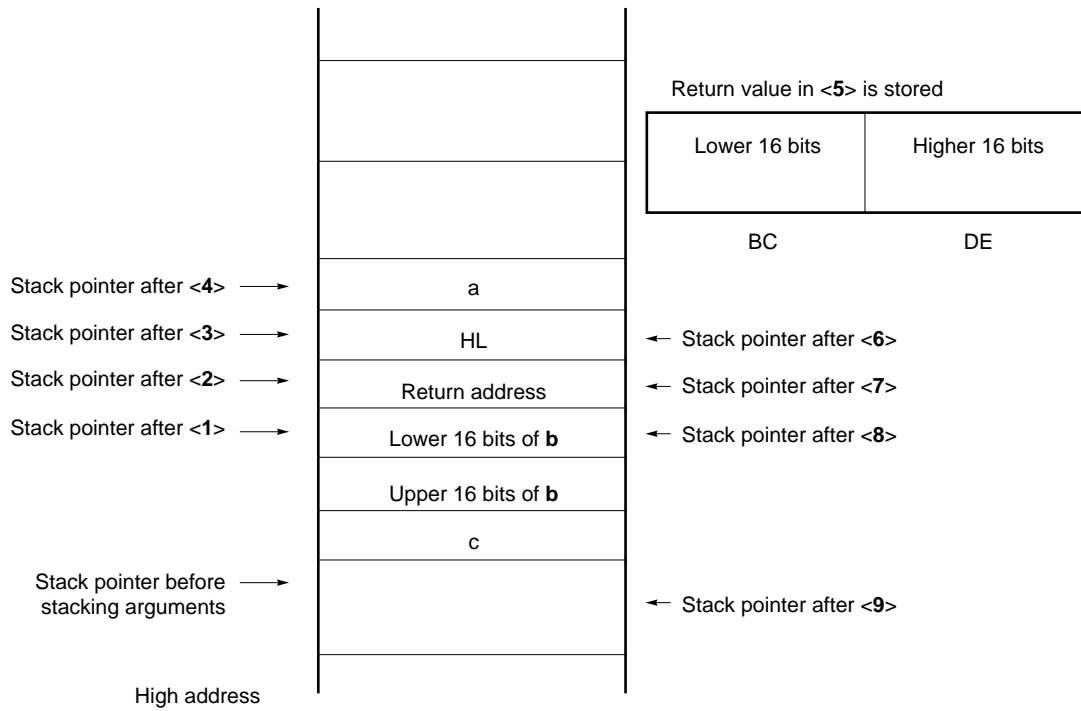 Return value in <5> is stored
Lower 16 bits
Higher 16 bits
BC
DE
Stack pointer after <4>
a
Stack pointer after <3>
HL
Stack pointer after <6>
Stack pointer after <2>
Return address
Stack pointer after <7>
Stack pointer after <1>
Lower 16 bits of b
Stack pointer after <8>
Upper 16 bits of b
c
Stack pointer before
stacking arguments
Stack pointer after <9>
High address